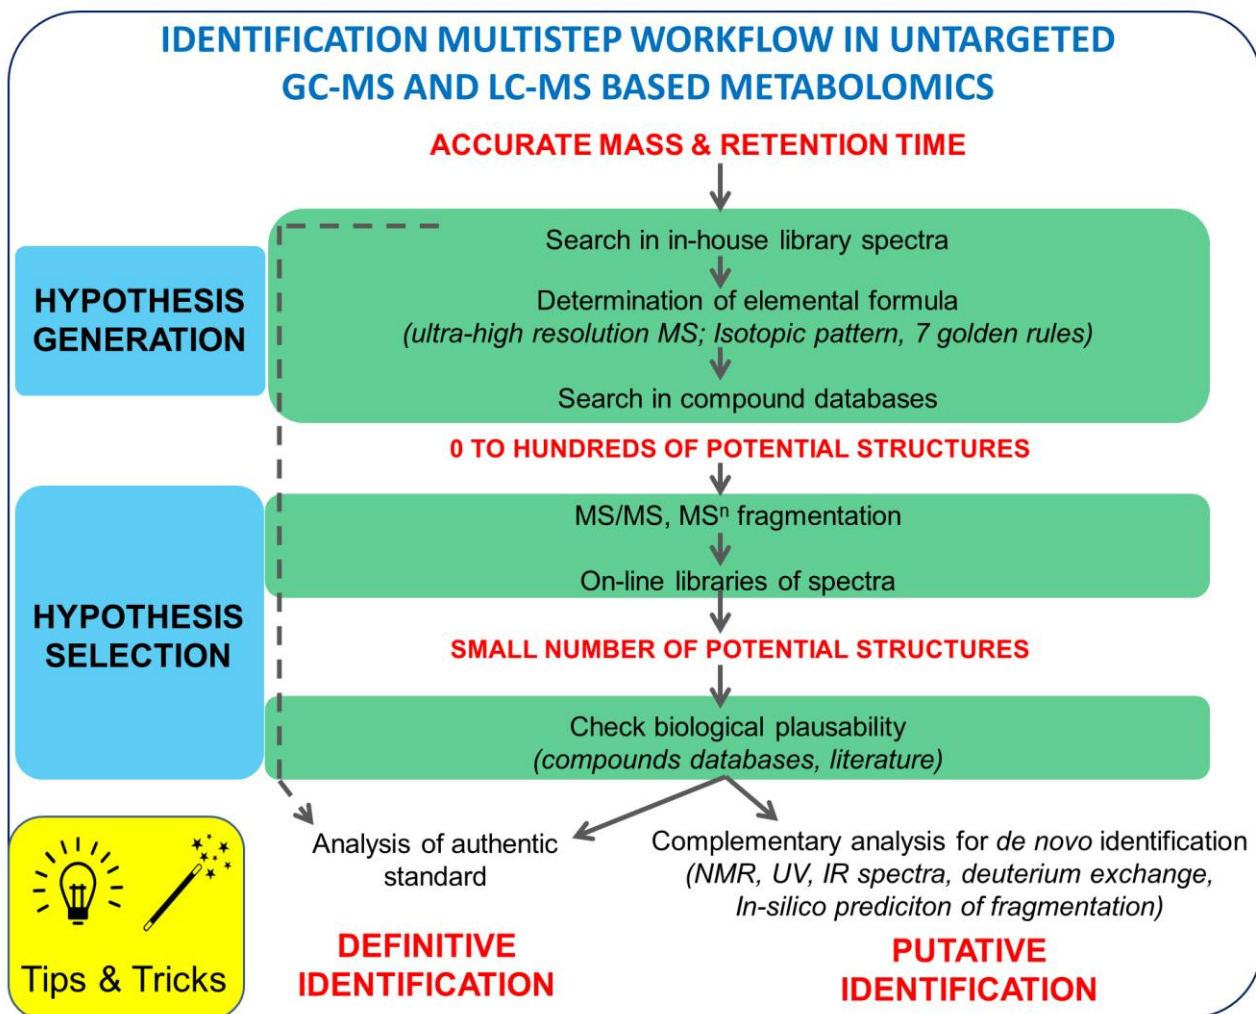 IDENTIFICATION MULTISTEP WORKFLOW IN UNTARGETED
GC-MS AND LC-MS BASED METABOLOMICS
ACCURATE MASS & RETENTION TIME
HYPOTHESIS
GENERATION
Search in in-house library spectra
Determination of elemental formula
(ultra-high resolution MS; Isotopic pattern, 7 golden rules)
Search in compound databases
0 TO HUNDREDS OF POTENTIAL STRUCTURES
HYPOTHESIS
SELECTION
MS/MS, MSⁿ fragmentation
On-line libraries of spectra
SMALL NUMBER OF POTENTIAL STRUCTURES
Check biological plausability
(compounds databases, literature)
Analysis of authentic
standard
DEFINITIVE
IDENTIFICATION
Complementary analysis for de novo identification
(NMR, UV, IR spectra, deuterium exchange,
In-silico prediciton of fragmentation)
PUTATIVE
IDENTIFICATION
Tips & Tricks